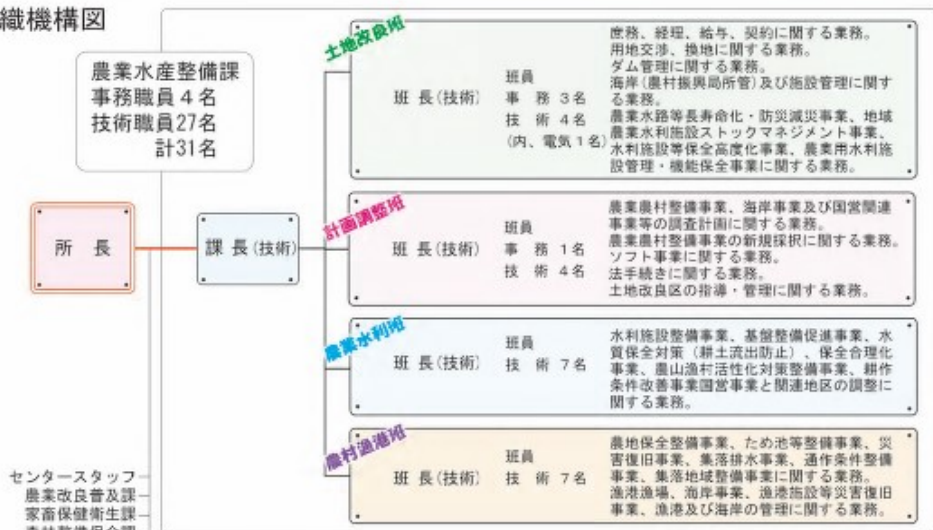 織機構図
農業水産整備課
事務職員4名
技術職員27名
計31名
所 長
課 長(技術)
土地改良班
班 長(技術)
班員
事 務 3名
技 術 4名
(内、電気1名)
庶務、経理、給与、契約に関する業務。
用地交渉、換地に関する業務。
ダム管理に関する業務。
海岸(農村振興局所管)及び施設管理に関す
る業務。
農業水路等長寿命化・防災減災事業、地域
農業水利施設ストックマネジメント事業、
水利施設等保全高度化事業、農業用水利施
設管理・機能保全事業に関する業務。
計画調整班
班 長(技術)
班員
事 務 1名
技 術 4名
農業農村整備事業、海岸事業及び国営関連
事業等の調査計画に関する業務。
農業農村整備事業の新規採択に関する業務。
ソフト事業に関する業務。
法手続きに関する業務。
土地改良区の指導・管理に関する業務。
農業水利班
班 長(技術)
班員
技 術 7名
水利施設整備事業、基盤整備促進事業、水
質保全対策(耕土流出防止)、保全合理化
事業、農山漁村活性化対策整備事業、耕作
条件改善事業国営事業と関連地区の調整に
関する業務。
農村漁港班
班 長(技術)
班員
技 術 7名
農地保全整備事業、ため池等整備事業、災
害復旧事業、集落排水事業、通作条件整備
事業、集落地域整備事業に関する業務。
漁港漁場、海岸事業、漁港施設等災害復旧
事業、漁港及び海岸の管理に関する業務。
センタースタッフ
農業改良普及課
家畜保健衛生課